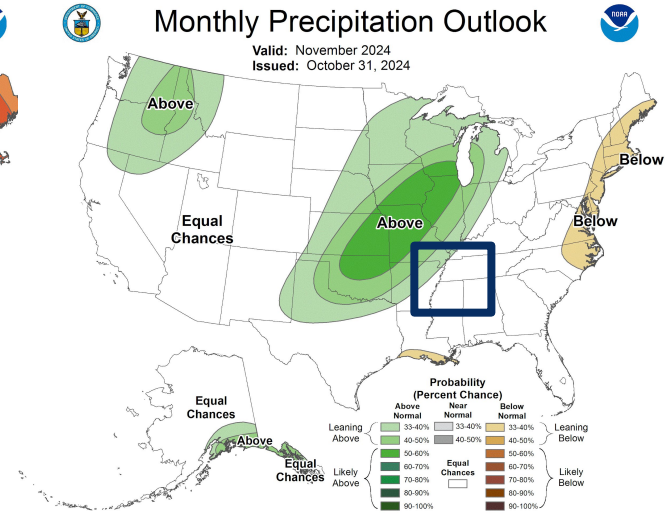 Monthly Precipitation Outlook
NOAA
Valid: November 2024
Issued: October 31, 2024
Above
Below
Equal
Chances
Above
Below
Equal
Chances
Above
Equal
Chances
Probability
(Percent Chance)
Above
Normal
Near
Normal
Below
Normal
Leaning
Above
33-40%
33-40%
33-40%
Leaning
Below
40-50%
40-50%
40-50%
Likely
Above
50-60%
Equal
Chances
50-60%
Likely
Below
60-70%
60-70%
70-80%
70-80%
80-90%
80-90%
90-100%
90-100%